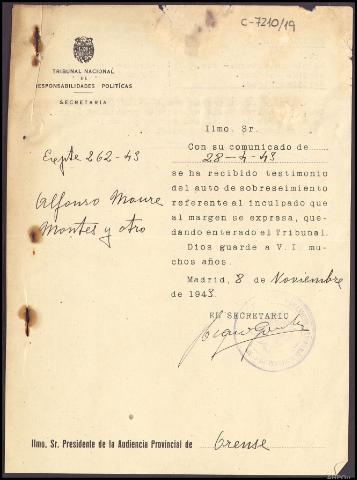 C-7210/19
TRIBUNAL NACIONAL
DE
RESPONSABILIDADES POLÍTICAS
SECRETARÍA
Ilmo. Sr.
Con su comunicado de
28-4-43
se ha recibido testimonio
del auto de sobreseimiento
referente al inculpado que
al margen se expresa, que-
dando enterado el Tribunal.
Dios guarde a V. I. mu-
chos años.
Madrid, 8 de Noviembre
de 1943.
EL SECRETARIO
262-43
Alfonso Moure
Montes y otro
Ilmo. Sr. Presidente de la Audiencia Provincial de Orense